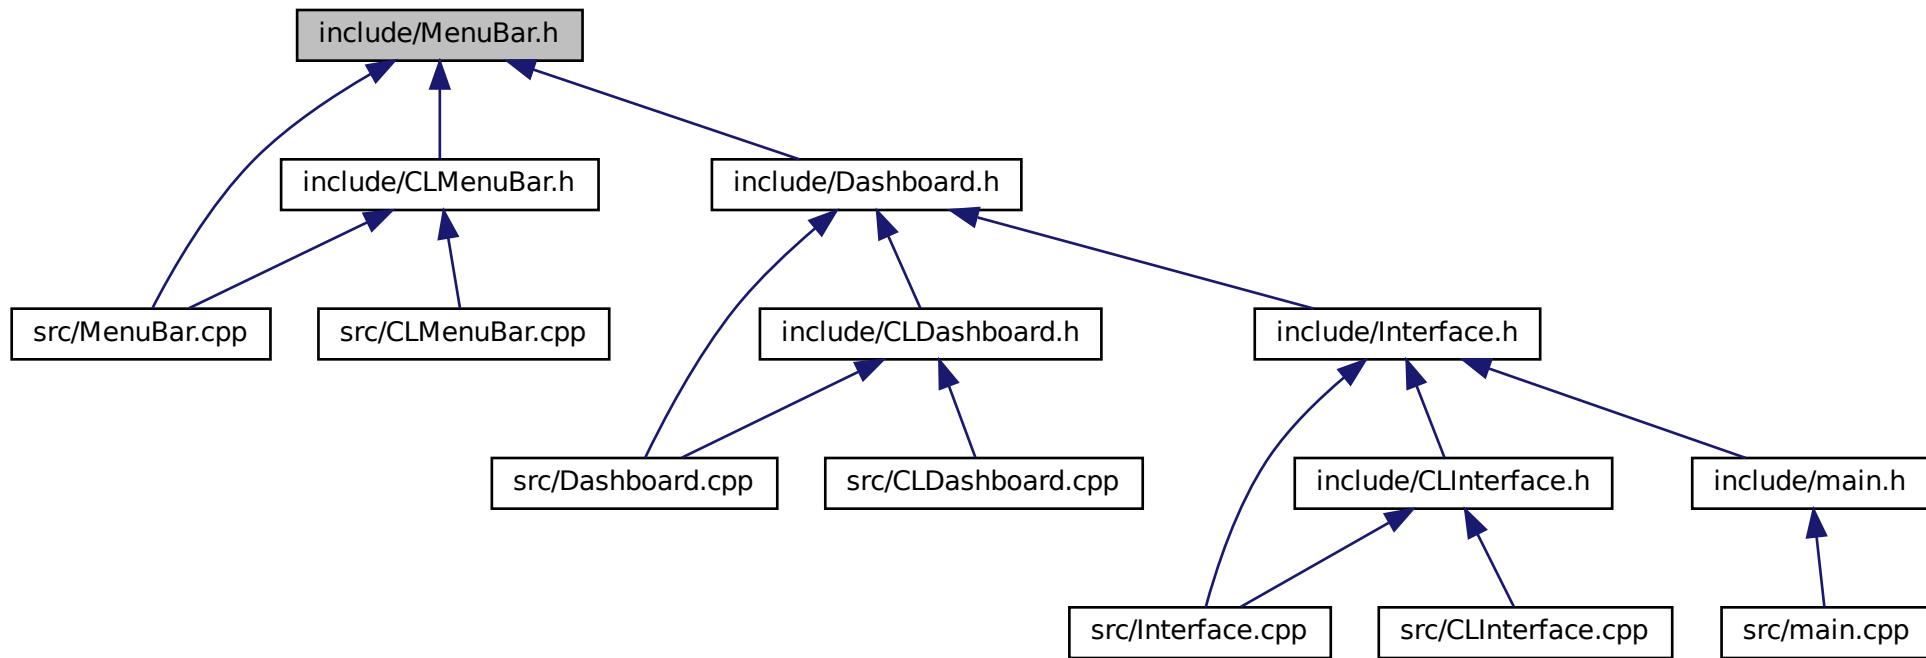 include/MenuBar.h
include/CLMenuBar.h
include/Dashboard.h
src/MenuBar.cpp
src/CLMenuBar.cpp
include/CLDashboard.h
include/Interface.h
src/Dashboard.cpp
src/CLDashboard.cpp
include/CLInterface.h
include/main.h
src/Interface.cpp
src/CLInterface.cpp
src/main.cpp